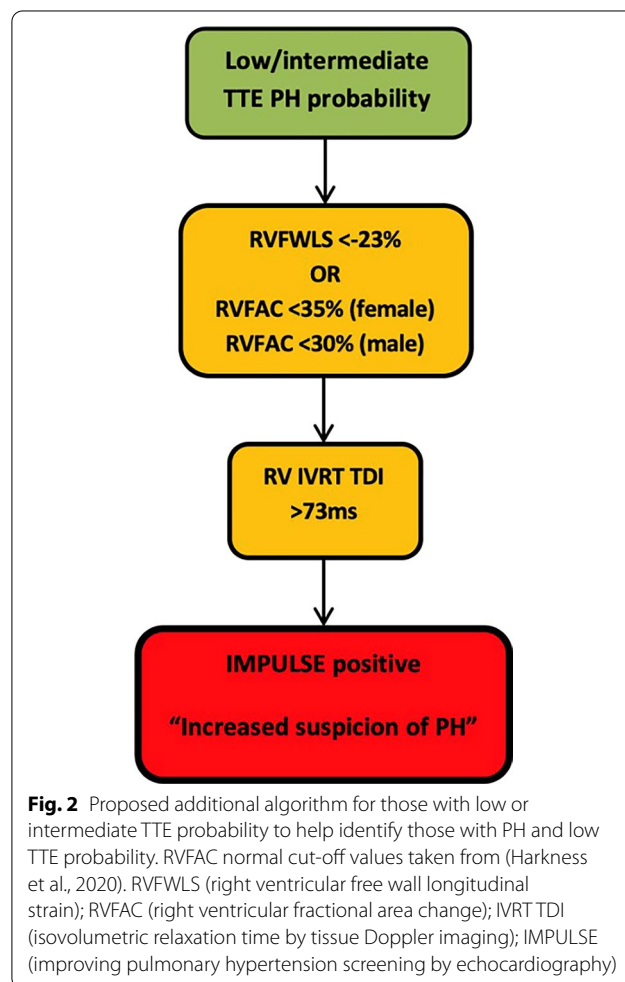 Low/intermediate
TTE PH probability
RVFWLS <-23%
OR
RVFAC <35% (female)
RVFAC <30% (male)
RV IVRT TDI
>73ms
IMPULSE positive
“Increased suspicion of PH”
Fig. 2 Proposed additional algorithm for those with low or
intermediate TTE probability to help identify those with PH and low
TTE probability. RVFAC normal cut-off values taken from (Harkness
et al., 2020). RVFWLS (right ventricular free wall longitudinal
strain); RVFAC (right ventricular fractional area change); IVRT TDI
(isovolumetric relaxation time by tissue Doppler imaging); IMPULSE
(improving pulmonary hypertension screening by echocardiography)